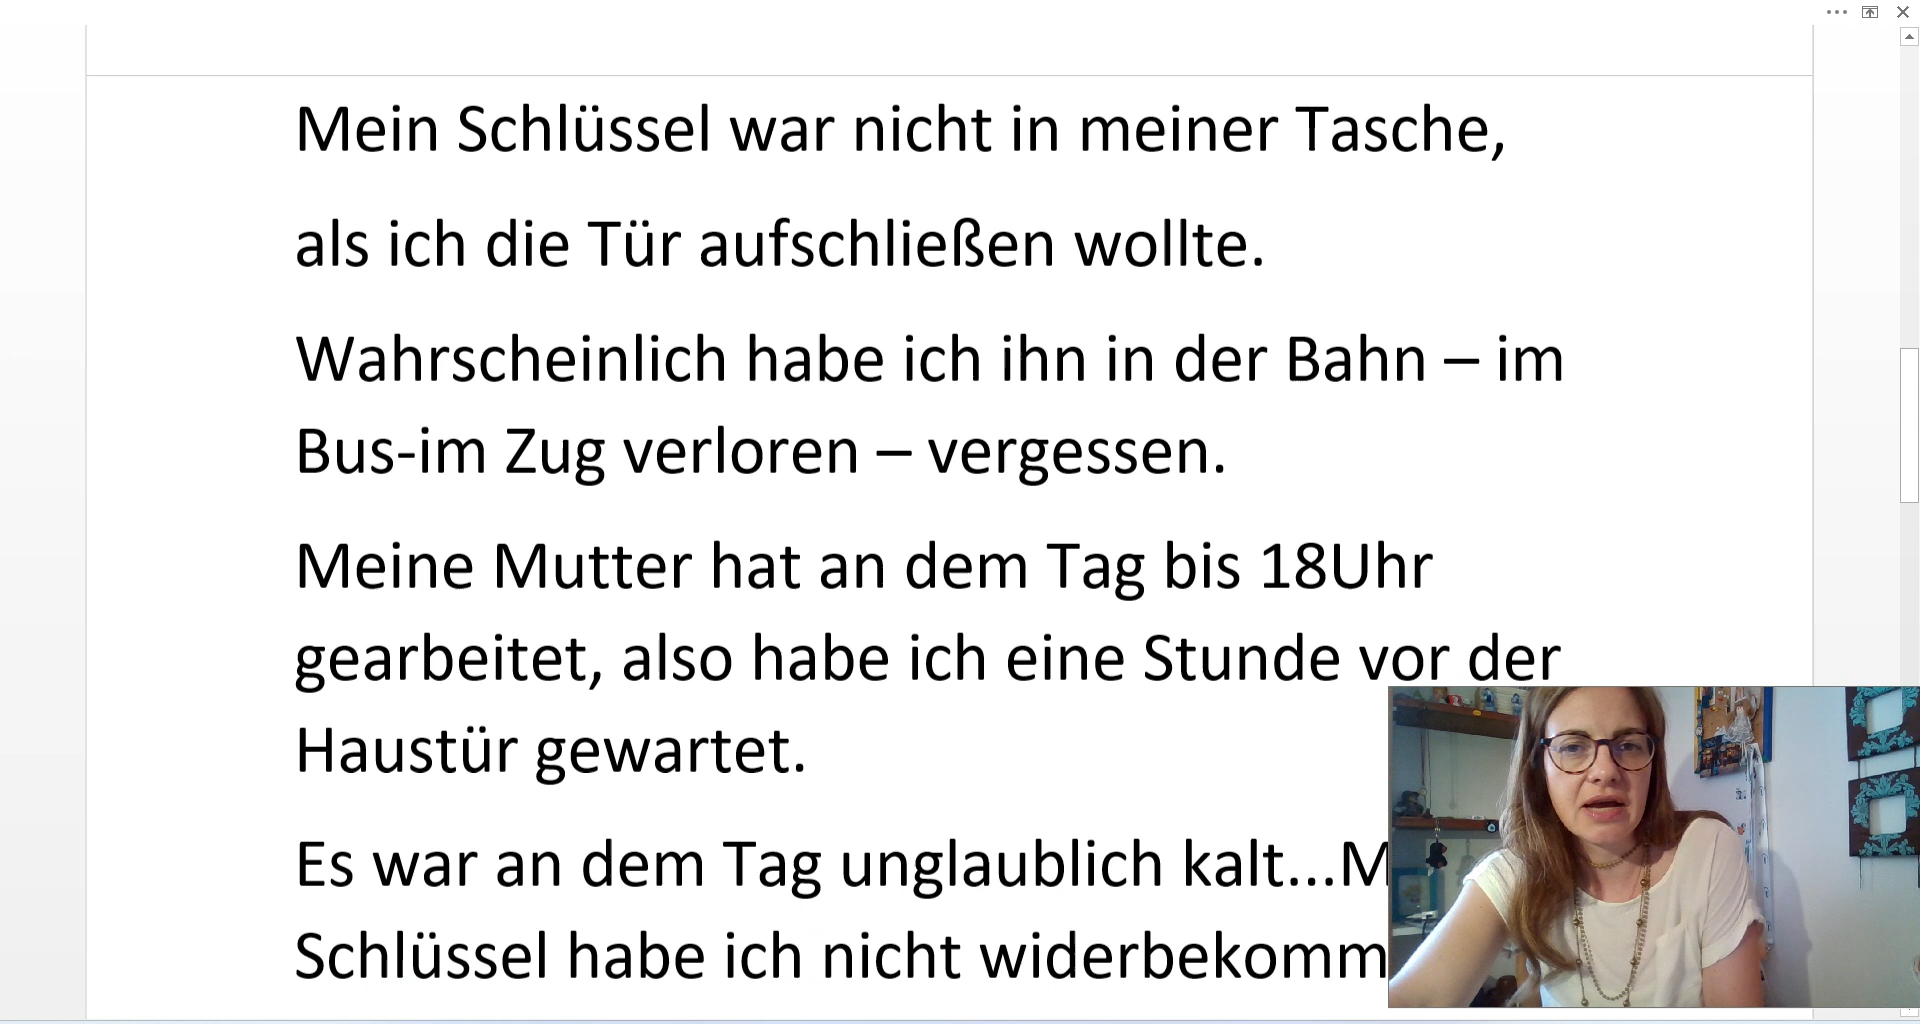 Mein Schlüssel war nicht in meiner Tasche,
als ich die Tür aufschließen wollte.
Wahrscheinlich habe ich ihn in der Bahn – im
Bus-im Zug verloren – vergessen.
Meine Mutter hat an dem Tag bis 18Uhr
gearbeitet, also habe ich eine Stunde vor der
Haustür gewartet.
Es war an dem Tag unglaublich kalt...
Schlüssel habe ich nicht